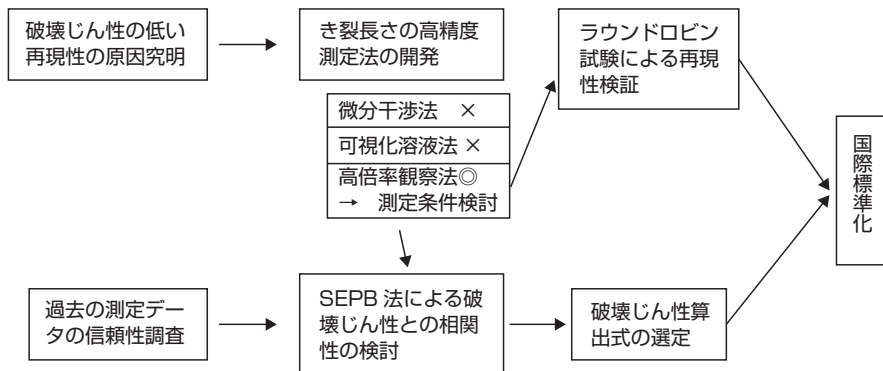 破壊じん性の低い
再現性の原因究明
き裂長さの高精度
測定法の開発
ラウンドロビン
試験による再現
性検証
微分干渉法 ×
可視化溶液法 ×
高倍率観察法◎
→ 測定条件検討
国際標準化
過去の測定デー
タの信頼性調査
SEPB 法による破
壊じん性との相関
性の検討
破壊じん性算
出式の選定